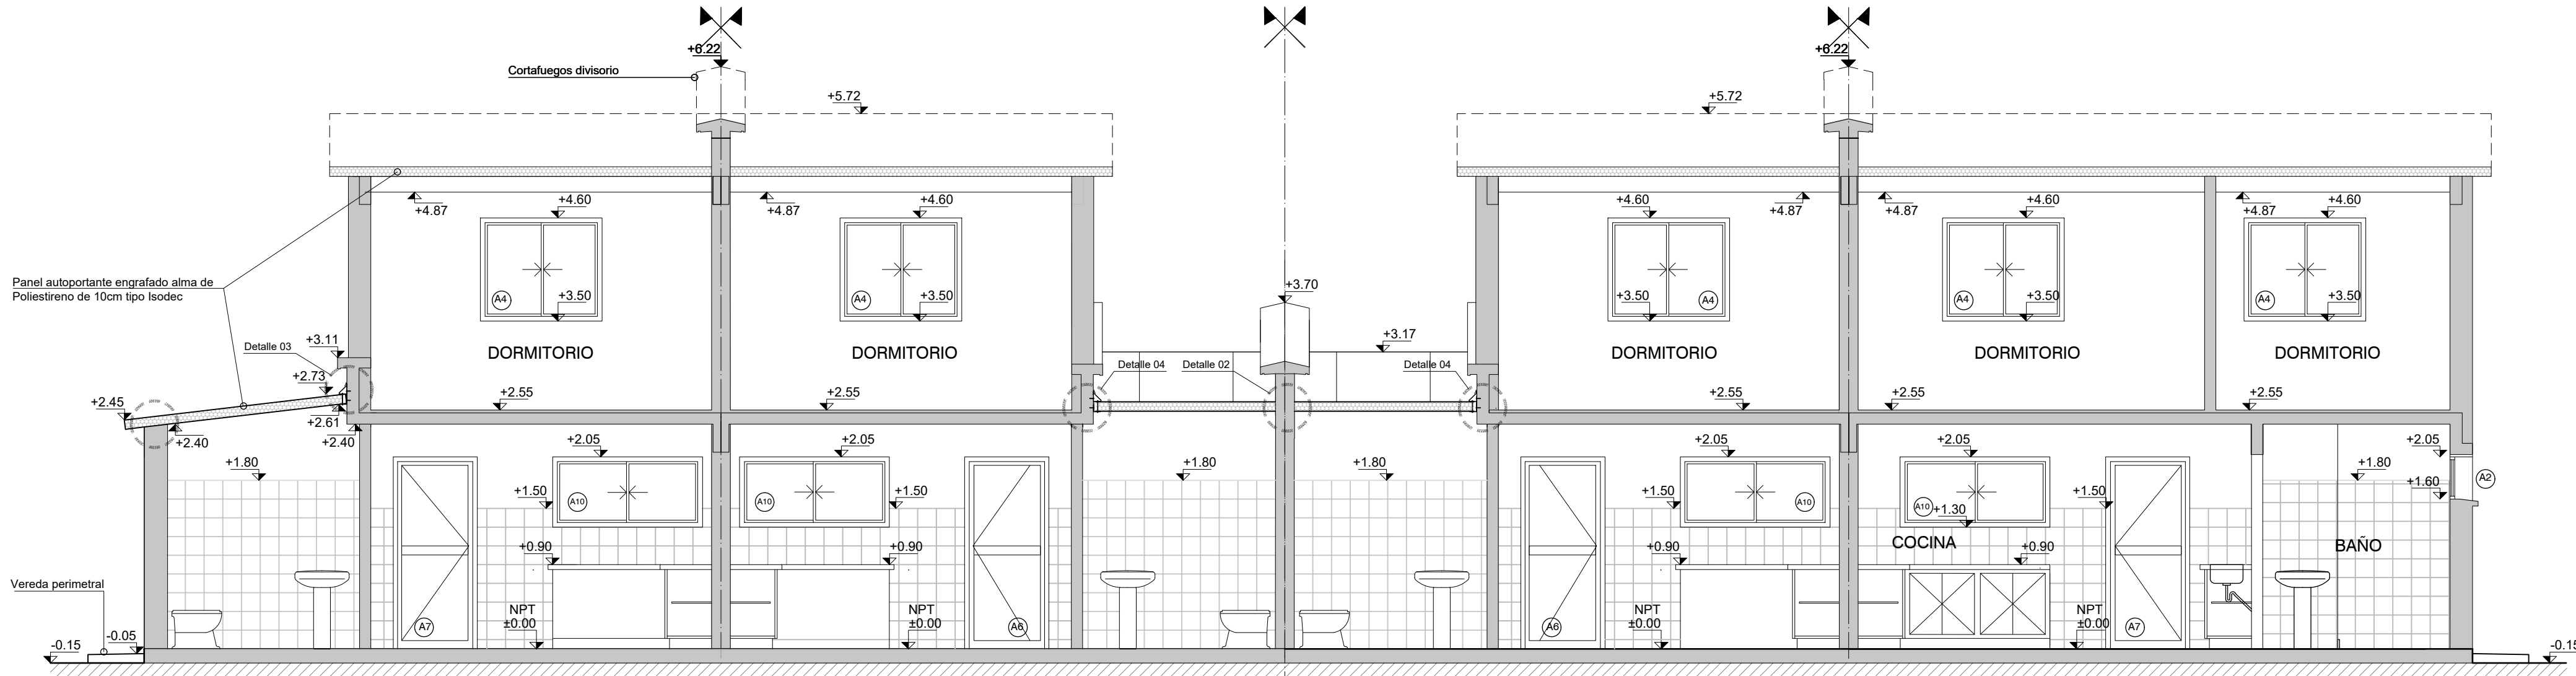 +6.22
+6.22
Cortafuegos divisorio
+5.72
+5.72
+4.60
+4.60
+4.60
+4.60
+4.60
+4.87
+4.87
+4.87
+4.87
+4.87
Panel autoportante engrafado alma de
Poliestireno de 10cm tipo Isodec
A4
+3.50
A4
+3.50
+3.70
+3.50
A4
A4
+3.50
A4
+3.50
+3.11
+3.17
Detalle 03
DORMITORIO
DORMITORIO
DORMITORIO
DORMITORIO
DORMITORIO
Detalle 04
Detalle 02
Detalle 04
+2.73
+2.45
+2.55
+2.55
+2.55
+2.55
+2.55
+2.61
+2.40
+2.40
+2.05
+2.05
+2.05
+2.05
+2.05
+1.80
+1.80
+1.80
+1.80
+1.50
A10
A10
+1.50
+1.50
A10
A10
+1.30
+1.50
+1.60
A2
+0.90
+0.90
+0.90
COCINA
+0.90
BAÑO
Vereda perimetral
NPT
±0.00
NPT
±0.00
NPT
±0.00
NPT
±0.00
A7
A6
A6
A7
-0.15
-0.05
-0.15